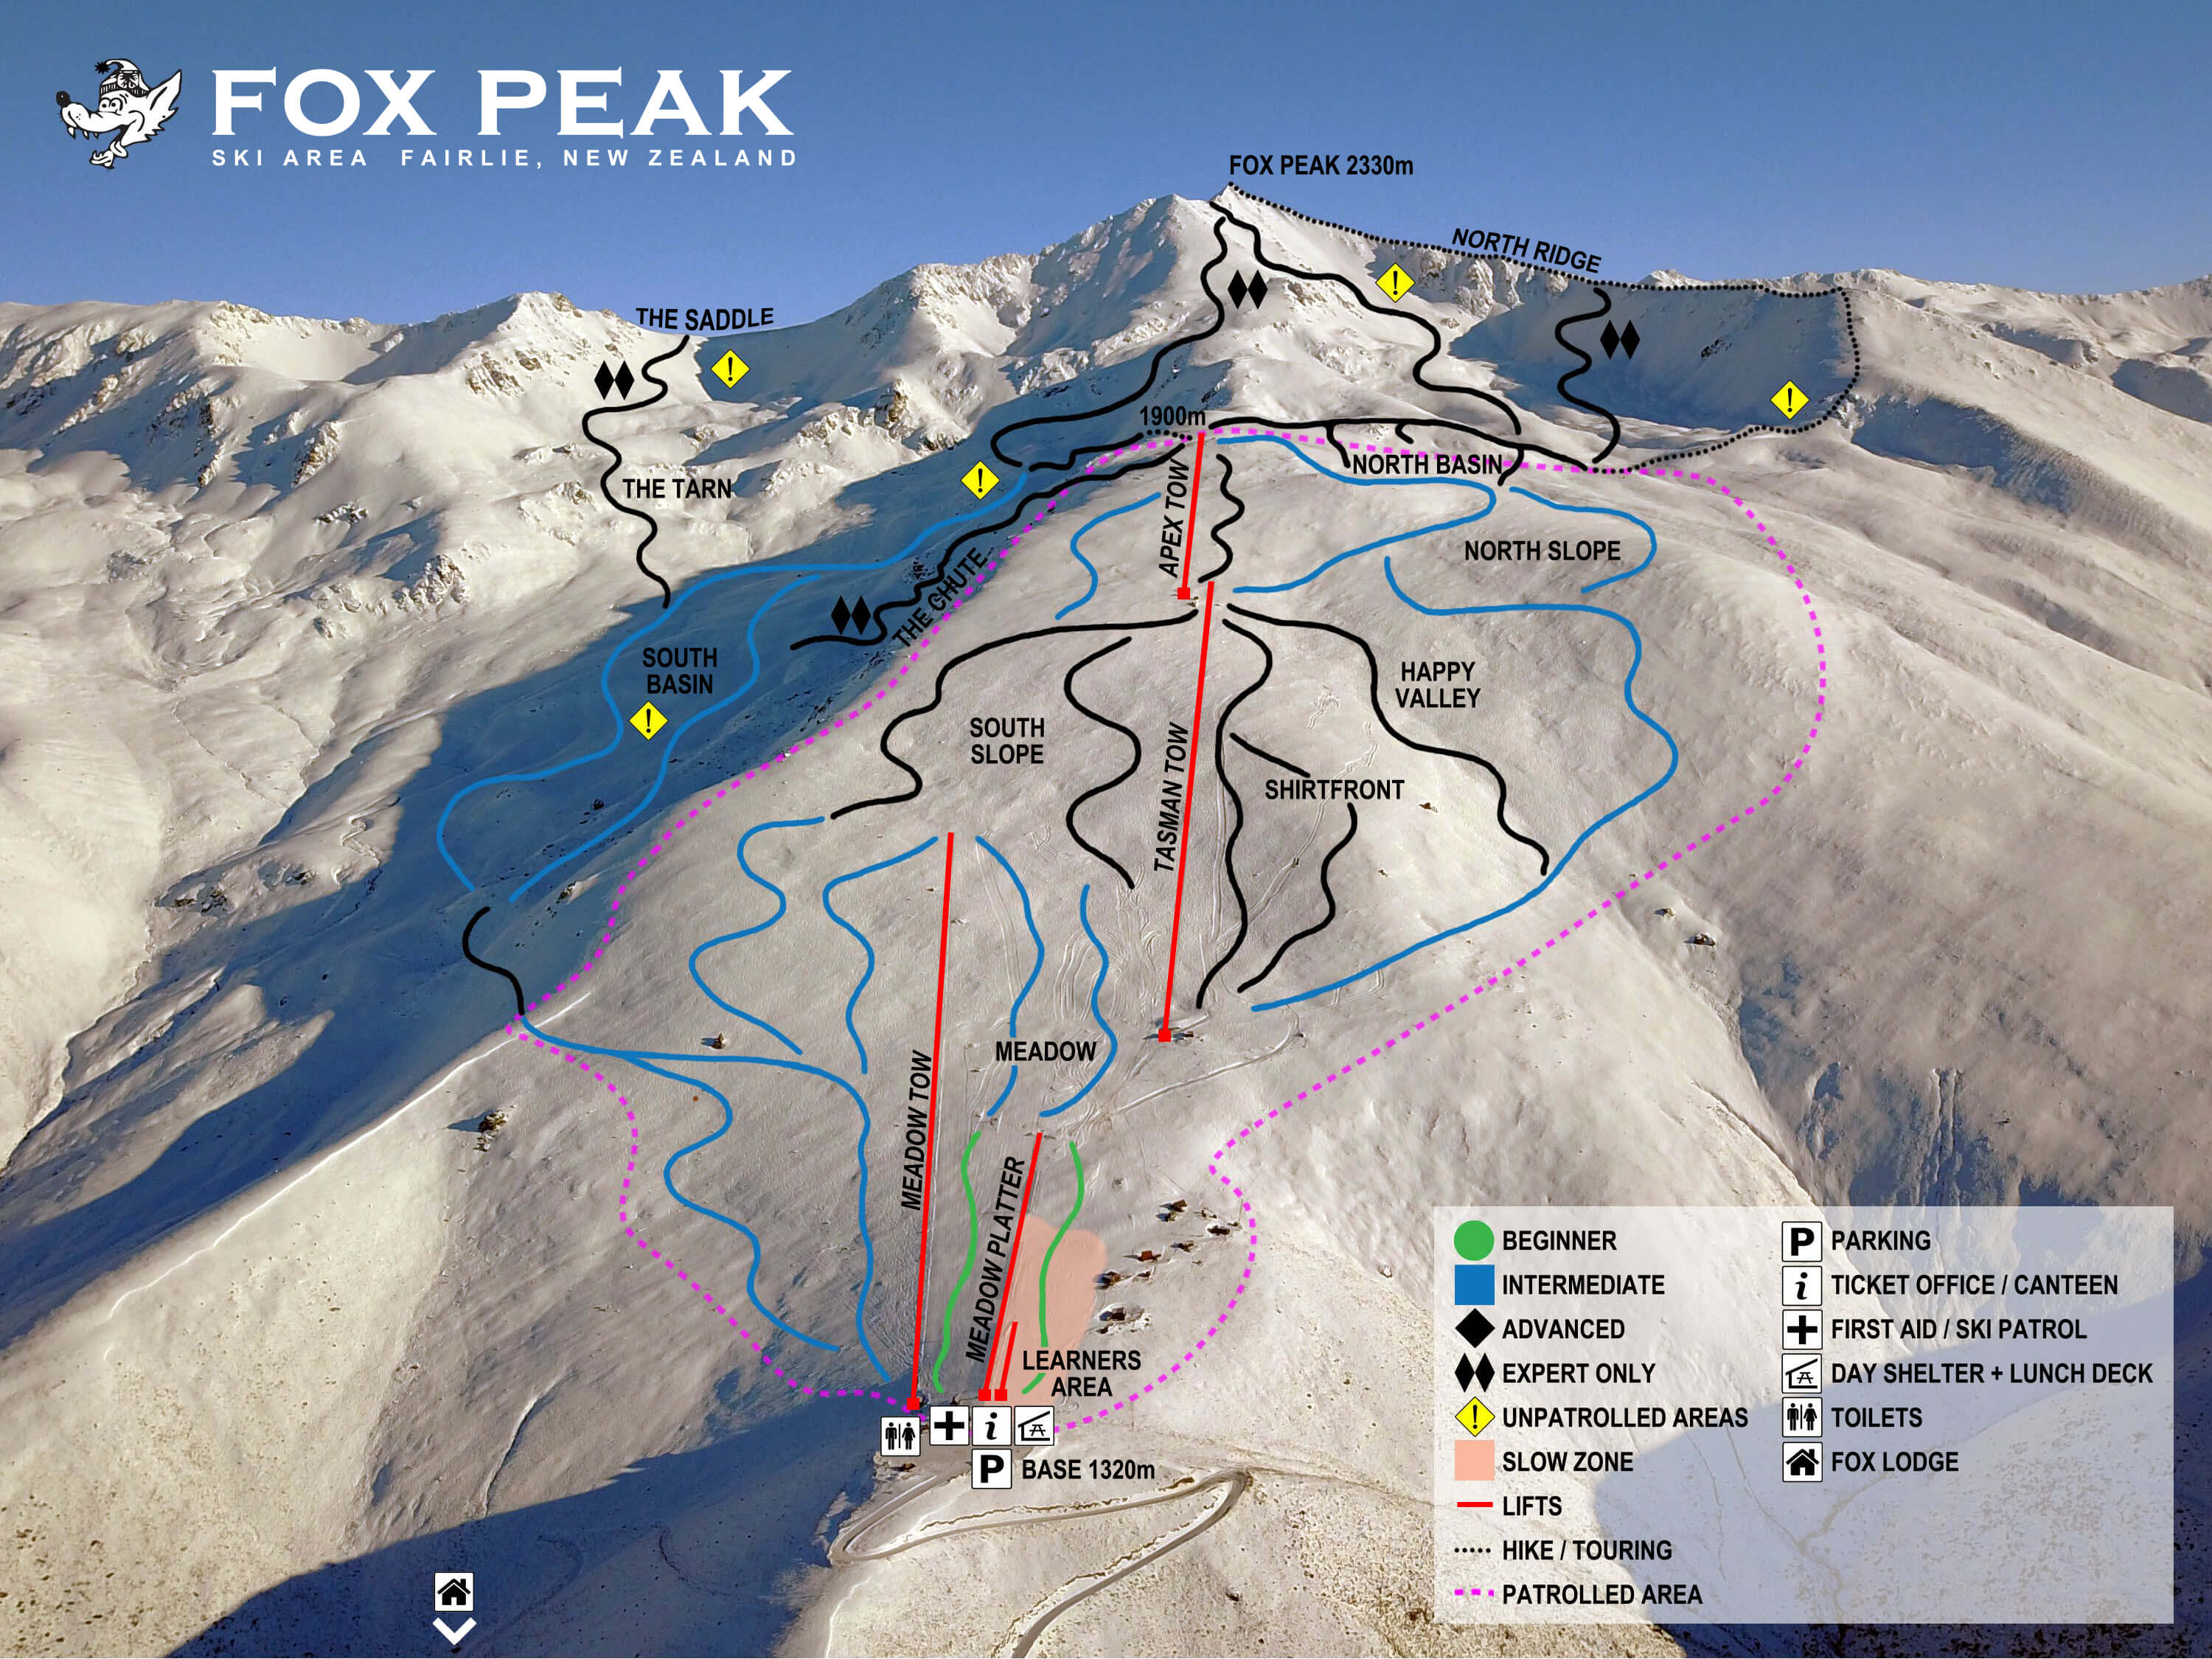 FOX PEAK
SKI AREA FAIRLIE, NEW ZEALAND
FOX PEAK 2330m
NORTH RIDGE
THE SADDLE
1900m
NORTH BASIN
THE TARN
APEX TOW
NORTH SLOPE
THE CHUTE
SOUTH
BASIN
HAPPY
VALLEY
SOUTH
SLOPE
TASMAN TOW
SHIRTFRONT
MEADOW
MEADOW TOW
MEADOW PLATTER
LEARNERS
AREA
i
P
BASE 1320m
BEGINNER
INTERMEDIATE
ADVANCED
EXPERT ONLY
! UNPATROLLED AREAS
SLOW ZONE
LIFTS
HIKE / TOURING
PATROLLED AREA
P PARKING
i TICKET OFFICE / CANTEEN
FIRST AID / SKI PATROL
DAY SHELTER + LUNCH DECK
TOILETS
FOX LODGE